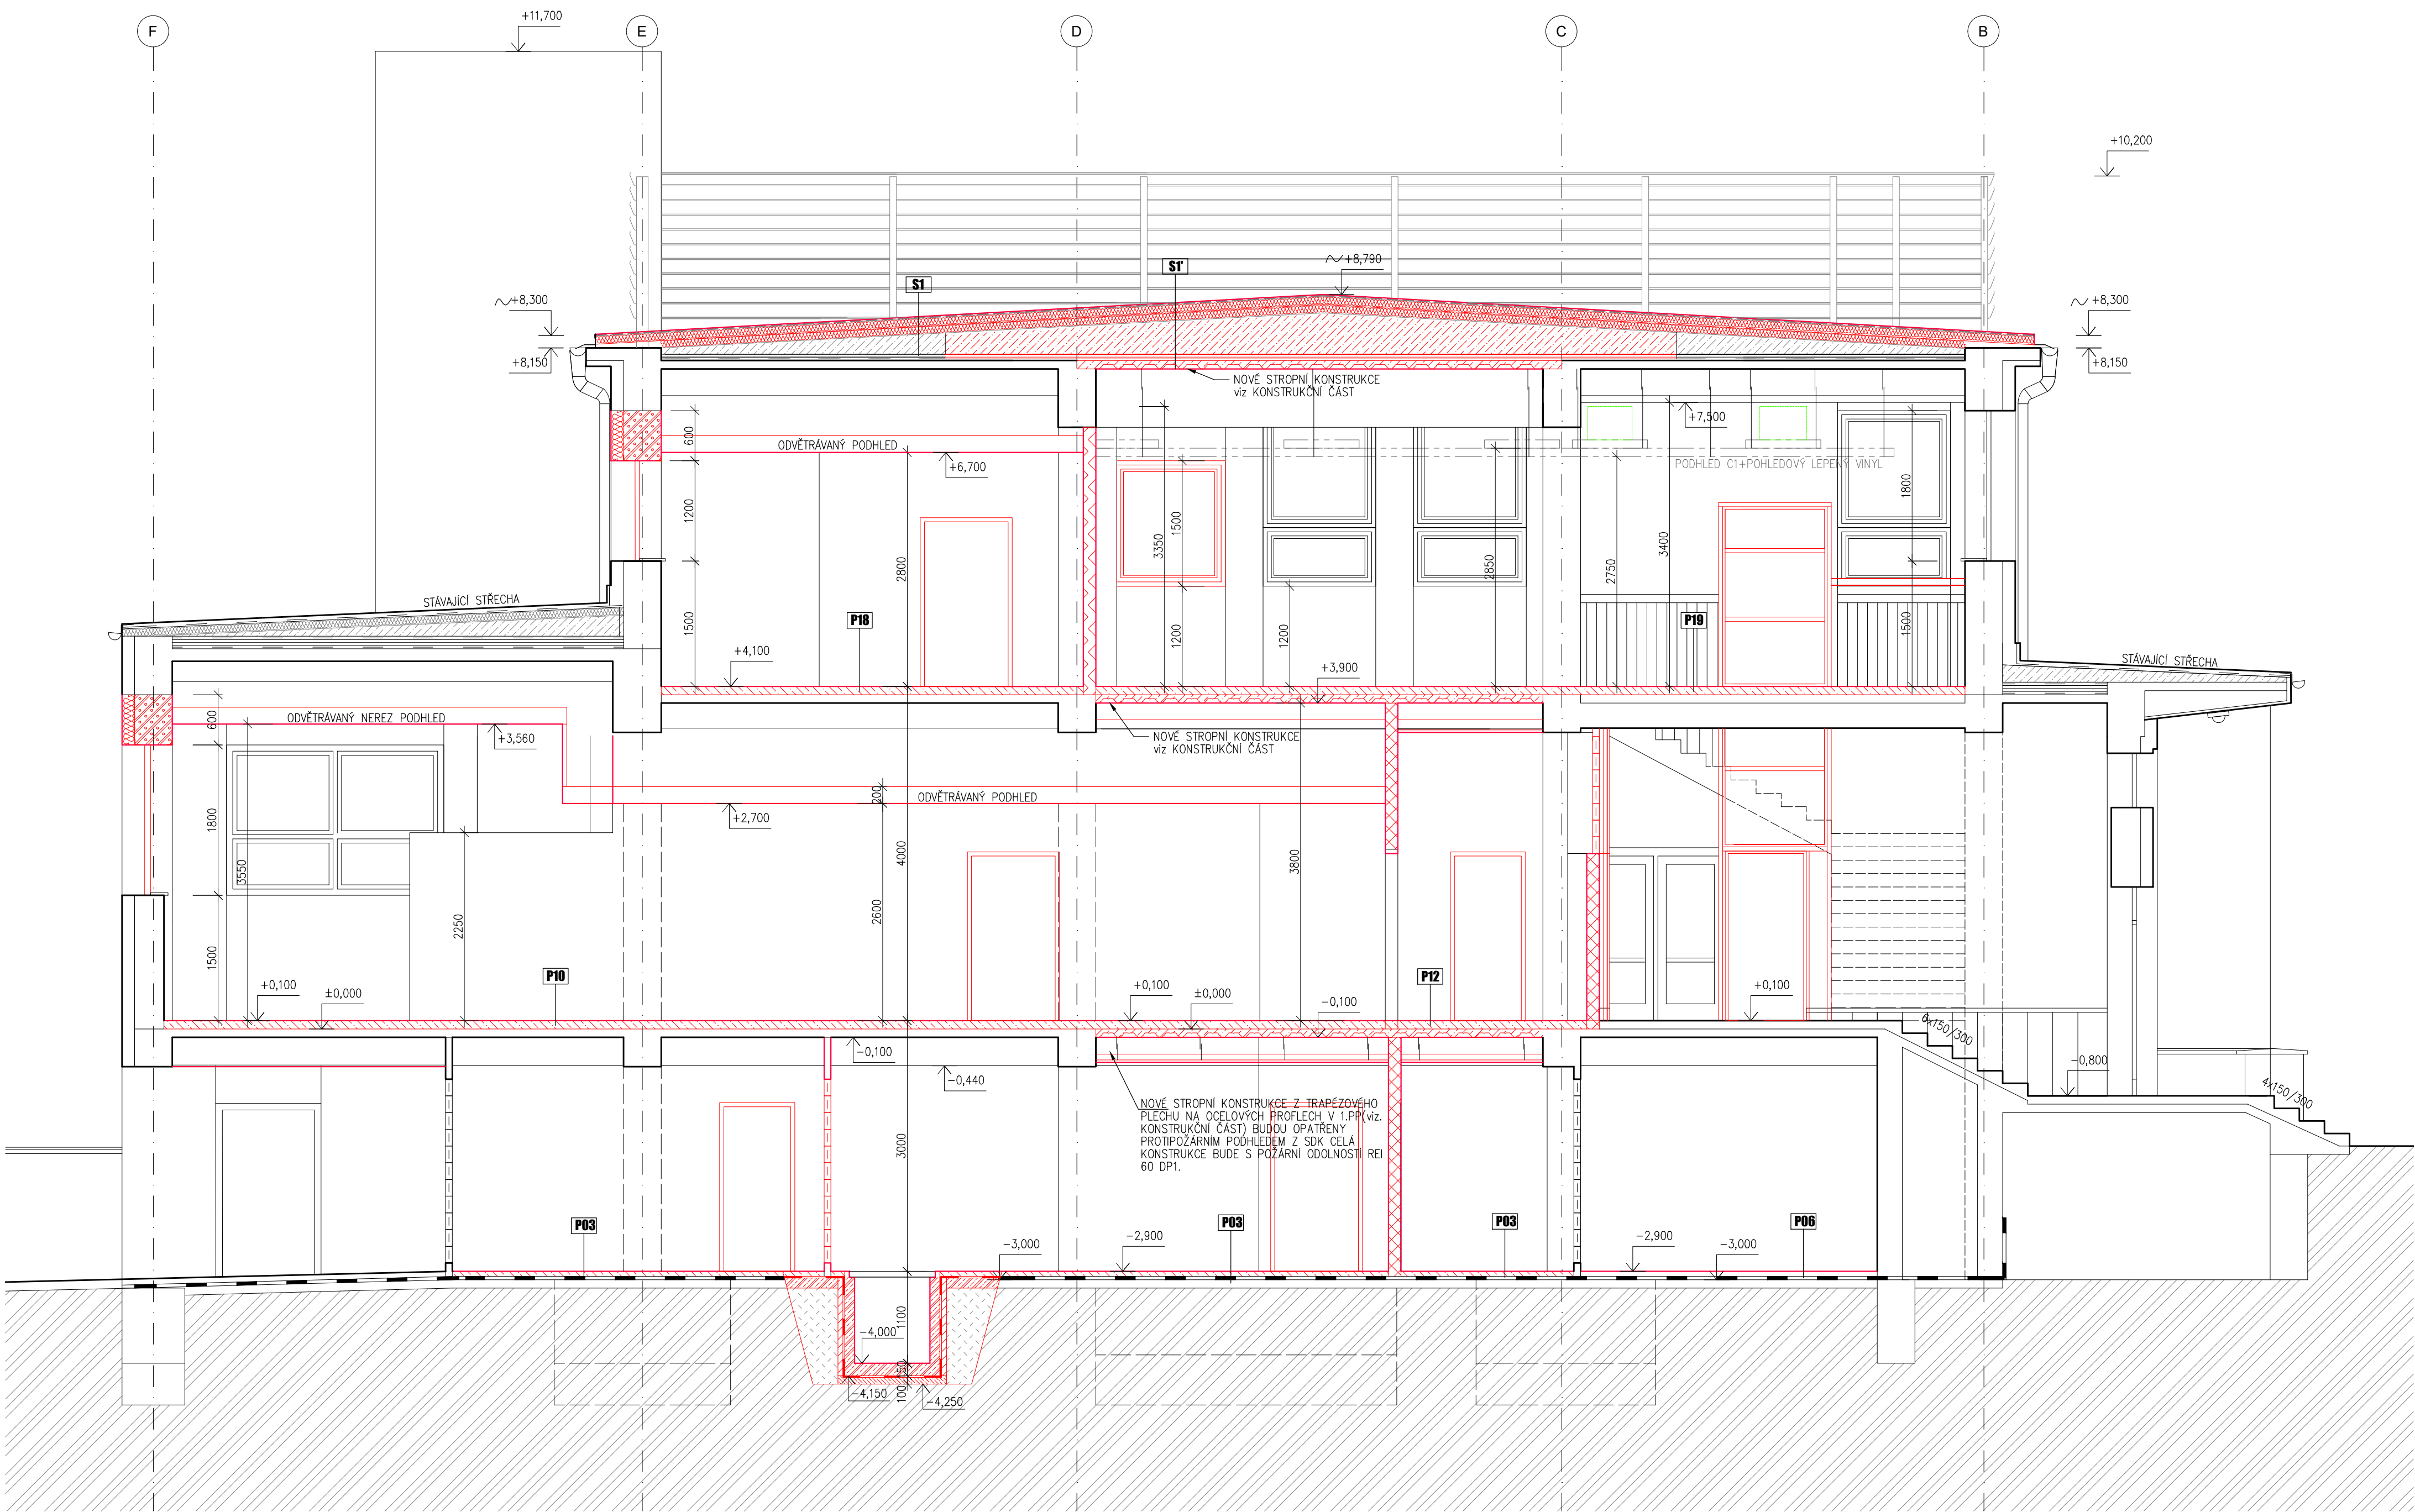 F
E
D
C
B
+11,700
+10,200
S1'
~+8,790
S1
~+8,300
~+8,300
+8,150
+8,150
NOVÉ STROPNÍ KONSTRUKCE
viz KONSTRUKČNÍ ČÁST
+7,500
600
ODVĚTRÁVANÝ PODHLED
+6,700
PODHLED C1+POHLEDOVÝ LEPENÝ VINYL
1200
2800
3350
1500
2850
2750
3400
1800
STÁVAJÍCÍ STŘECHA
1500
P18
1200
1200
P19
1500
+4,100
+3,900
STÁVAJÍCÍ STŘECHA
600
ODVĚTRÁVANÝ NEREZ PODHLED
+3,560
NOVÉ STROPNÍ KONSTRUKCE
viz KONSTRUKČNÍ ČÁST
200
ODVĚTRÁVANÝ PODHLED
+2,700
1800
3550
4000
3800
2250
2600
1500
P10
P12
+0,100
±0,000
+0,100
±0,000
-0,100
+0,100
6x150/300
-0,100
-0,440
-0,800
4x150/300
NOVÉ STROPNÍ KONSTRUKCE Z TRAPÉZOVÉHO
PLECHU NA OCELOVÝCH PROFLECH V 1.PP(viz.
KONSTRUKČNÍ ČÁST) BUDOU OPATŘENY
PROTIPOŽÁRNÍM PODHLEDEM Z SDK CELÁ
KONSTRUKCE BUDE S POŽÁRNÍ ODOLNOSTÍ REI
60 DP1.
3000
P03
P03
P03
P06
-3,000
-2,900
-2,900
-3,000
1100
-4,000
150
-4,150
100
-4,250